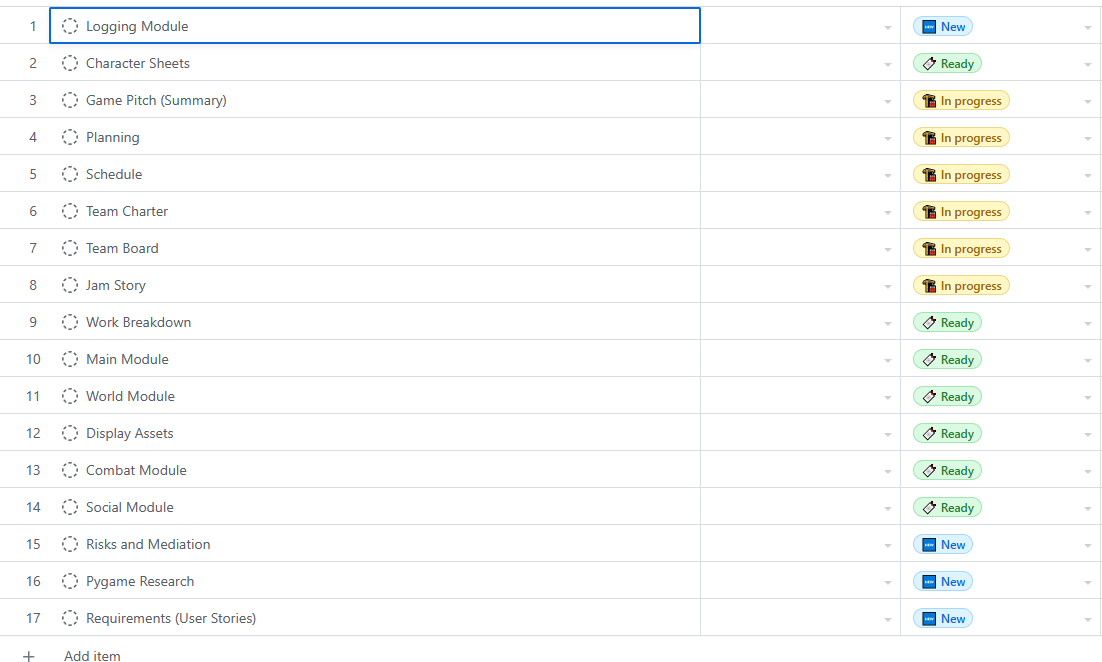 1 Logging Module New
2 Character Sheets Ready
3 Game Pitch (Summary) In progress
4 Planning In progress
5 Schedule In progress
6 Team Charter In progress
7 Team Board In progress
8 Jam Story In progress
9 Work Breakdown Ready
10 Main Module Ready
11 World Module Ready
12 Display Assets Ready
13 Combat Module Ready
14 Social Module Ready
15 Risks and Mediation New
16 Pygame Research New
17 Requirements (User Stories) New
+ Add item